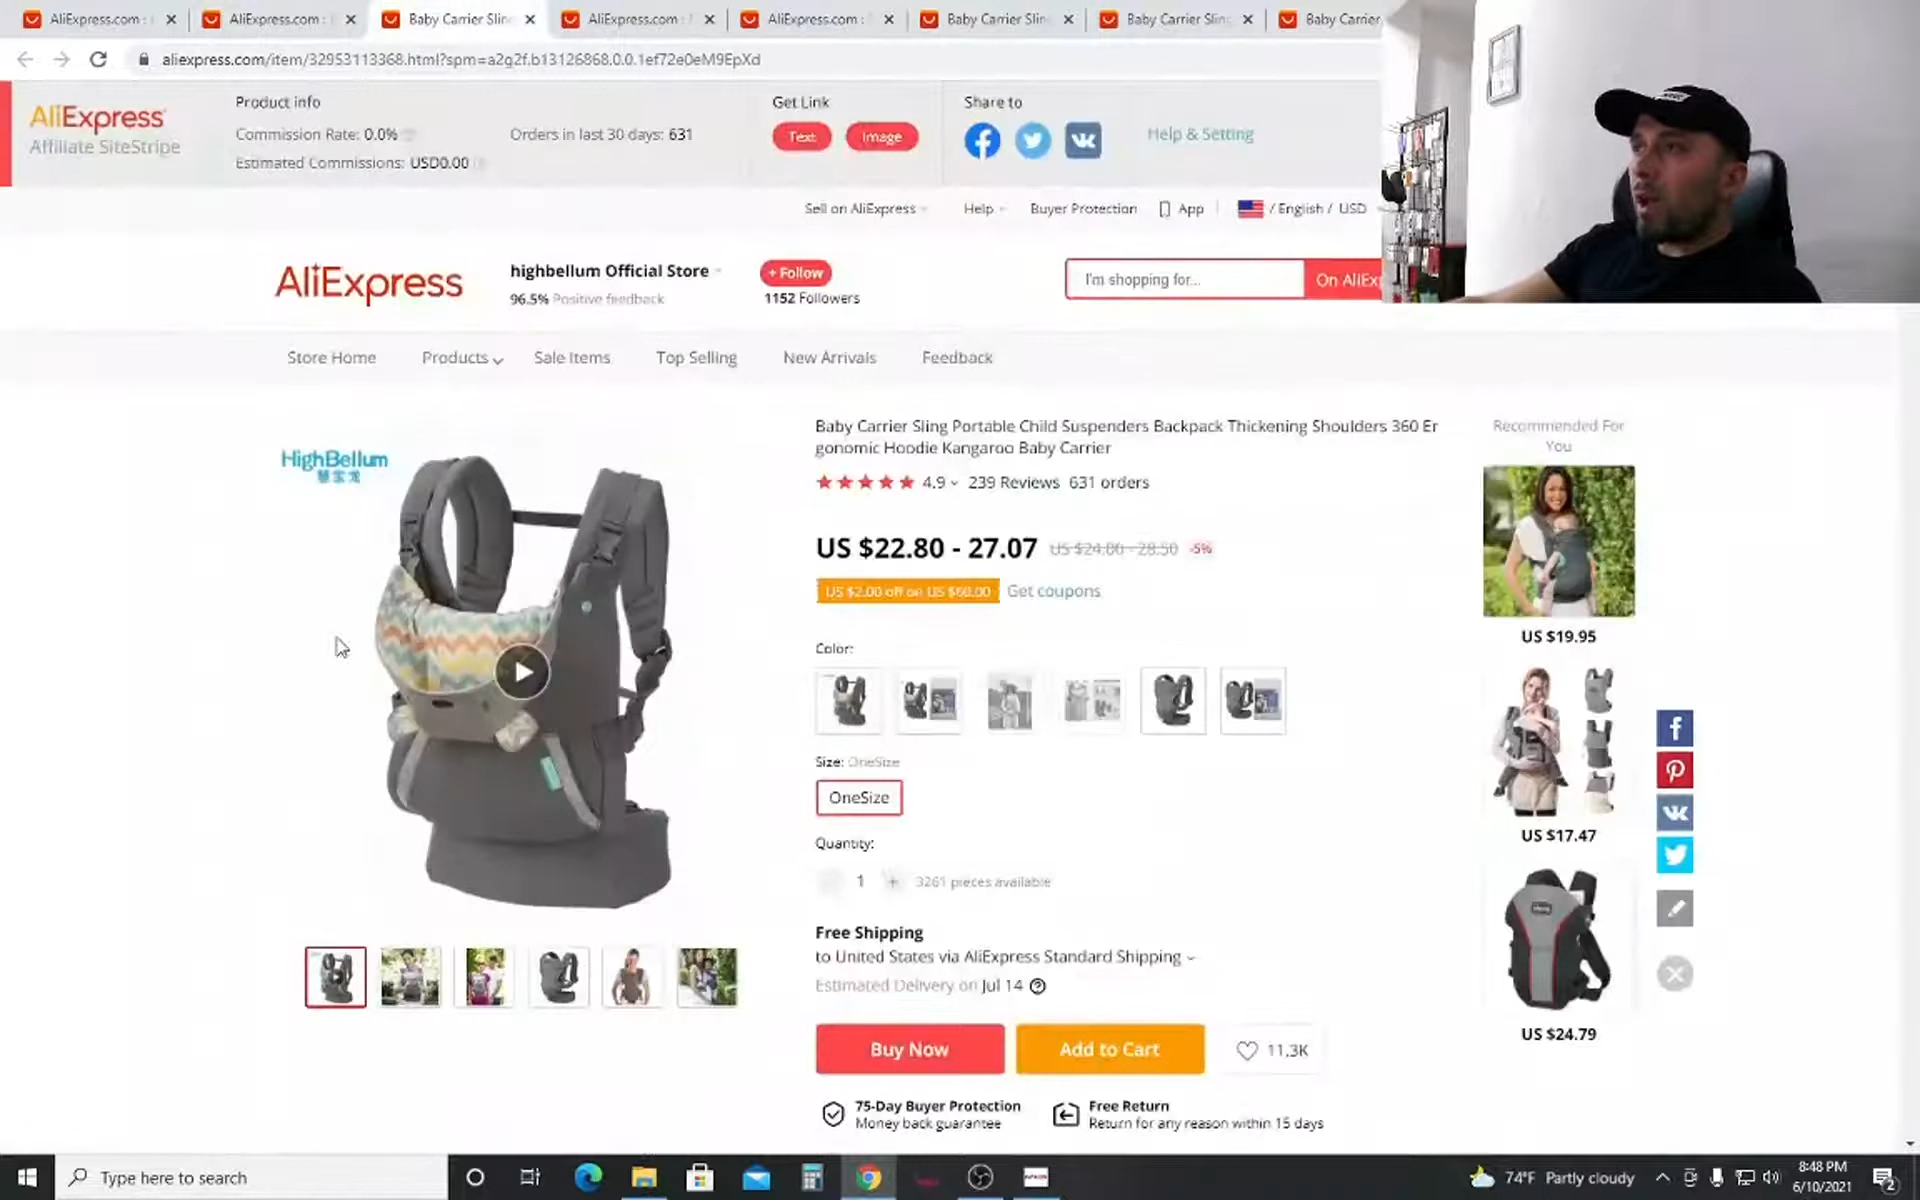 AliExpress.com :
AliExpress.com :
Baby Carrier Slin
AliExpress.com :
AliExpress.com :
Baby Carrier Slin
Baby Carrier Slin
Baby Carrier
aliexpress.com/item/32953113368.html?spm=a2g2f.b13126868.0.0.1ef72e0eM9EpXd
AliExpress
Affiliate SiteStripe
Product info
Commission Rate: 0.0%
Estimated Commissions: USD0.00
Orders in last 30 days: 631
Get Link
Text
Image
Share to
Help & Setting
Sell on AliExpress
Help
Buyer Protection
App
/ English / USD
AliExpress
highbellum Official Store
96.5% Positive feedback
+ Follow
1152 Followers
I'm shopping for...
On AliExp
Store Home
Products
Sale Items
Top Selling
New Arrivals
Feedback
HighBellum
Baby Carrier Sling Portable Child Suspenders Backpack Thickening Shoulders 360 Er
gonomic Hoodie Kangaroo Baby Carrier
4.9
239 Reviews
631 orders
US $22.80 - 27.07
US $24.00 - 28.50
-5%
US $2.00 off on US $60.00
Get coupons
Color:
Size: OneSize
OneSize
Quantity:
1
+
3261 pieces available
Free Shipping
to United States via AliExpress Standard Shipping
Estimated Delivery on Jul 14
Buy Now
Add to Cart
11.3K
75-Day Buyer Protection
Money back guarantee
Free Return
Return for any reason within 15 days
Recommended For
You
US $19.95
US $17.47
US $24.79
Type here to search
74°F Partly cloudy
8:48 PM
6/10/2021
2